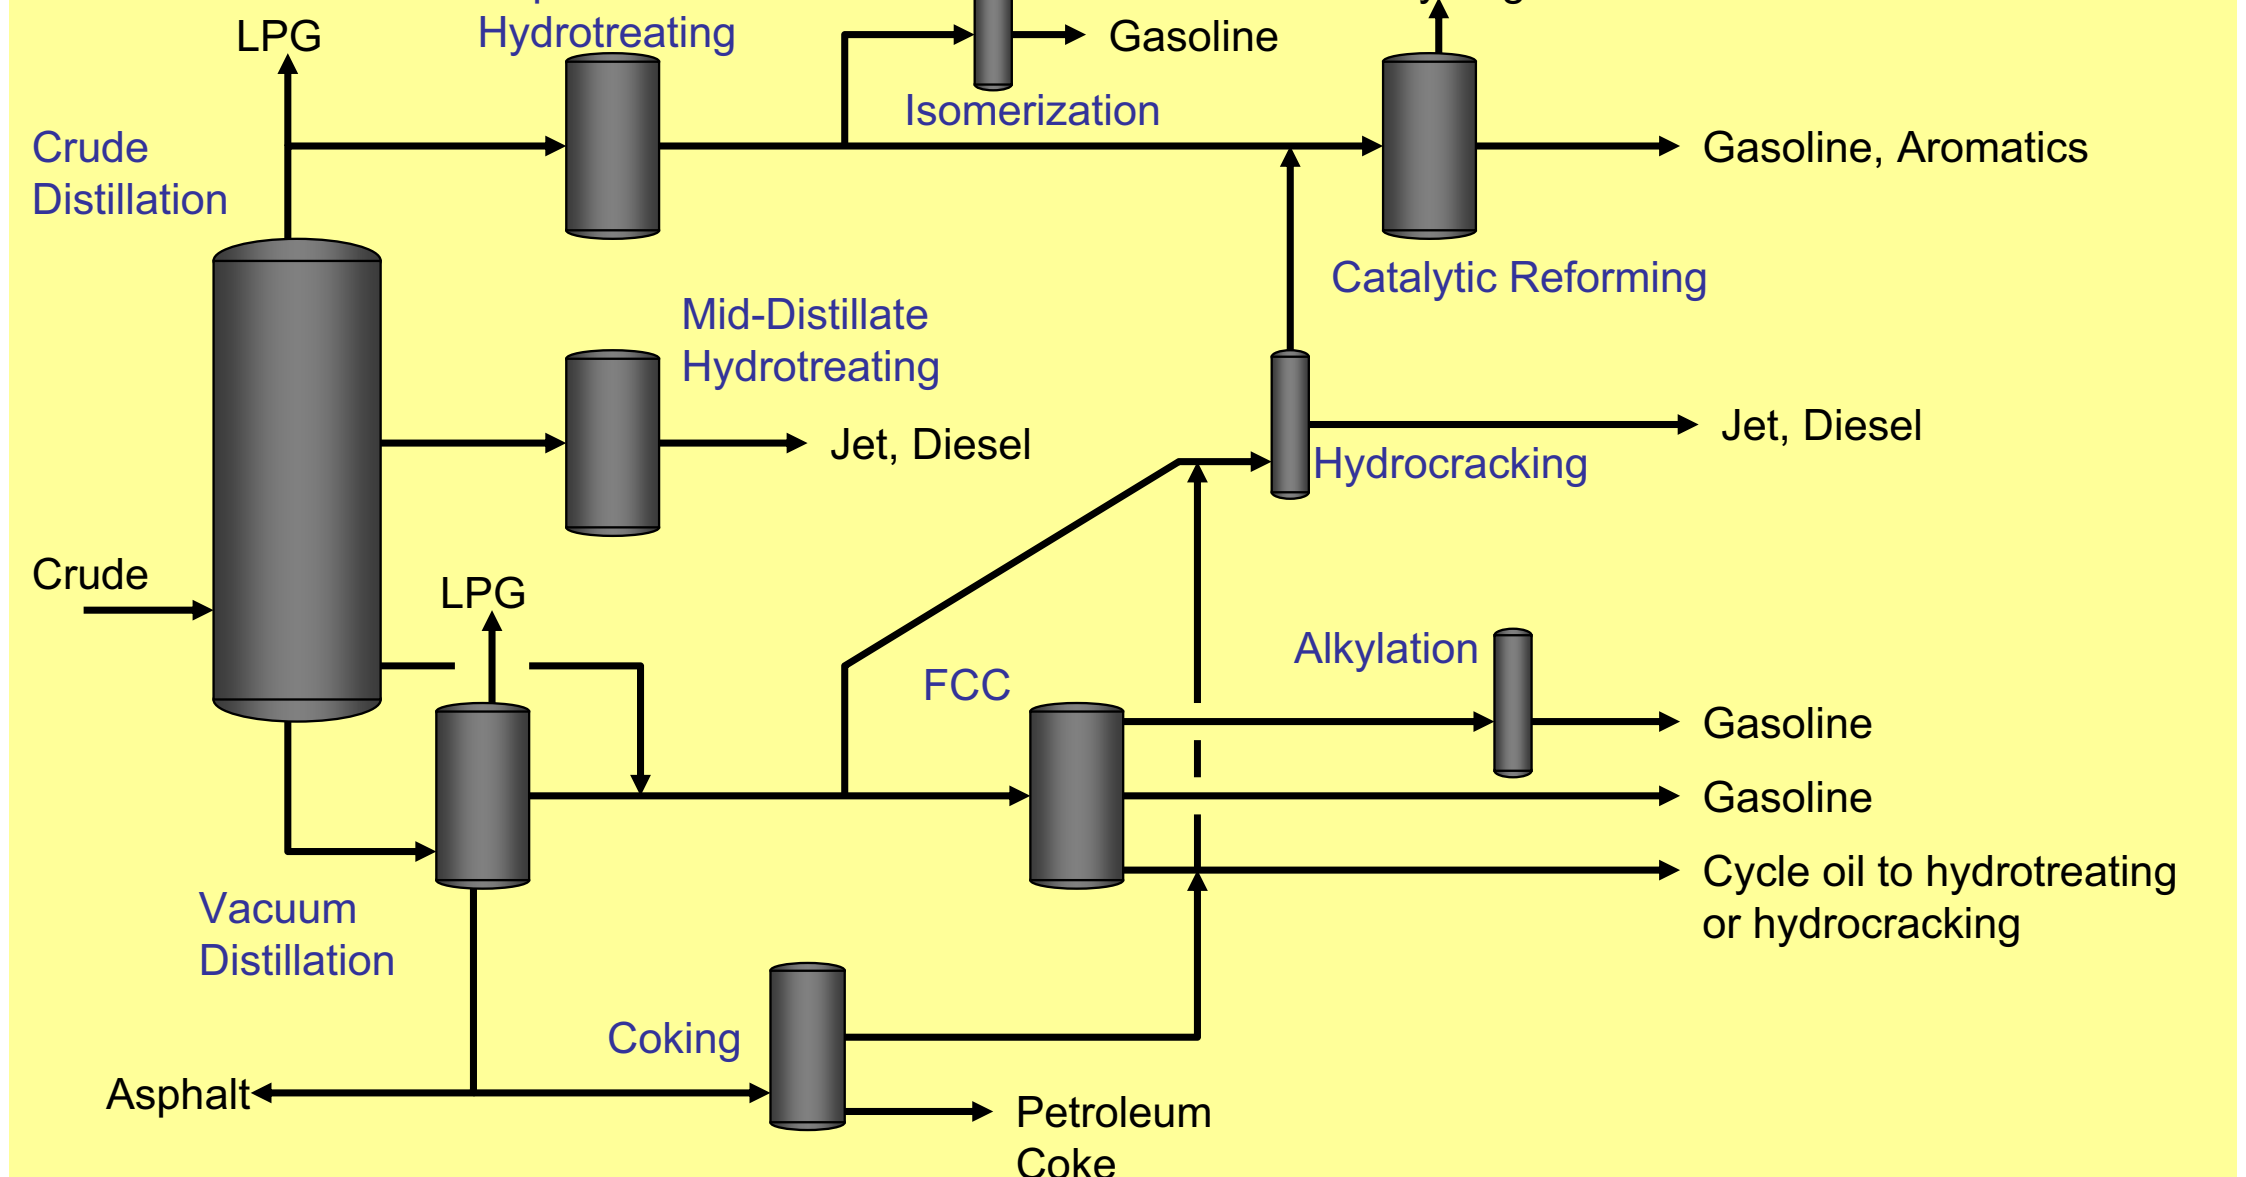 LPG
Hydrotreating
Gasoline
Isomerization
Crude
Distillation
Gasoline, Aromatics
Catalytic Reforming
Mid-Distillate
Hydrotreating
Jet, Diesel
Jet, Diesel
Hydrocracking
Crude
LPG
Alkylation
FCC
Gasoline
Gasoline
Cycle oil to hydrotreating
or hydrocracking
Vacuum
Distillation
Coking
Asphalt
Petroleum
Coke